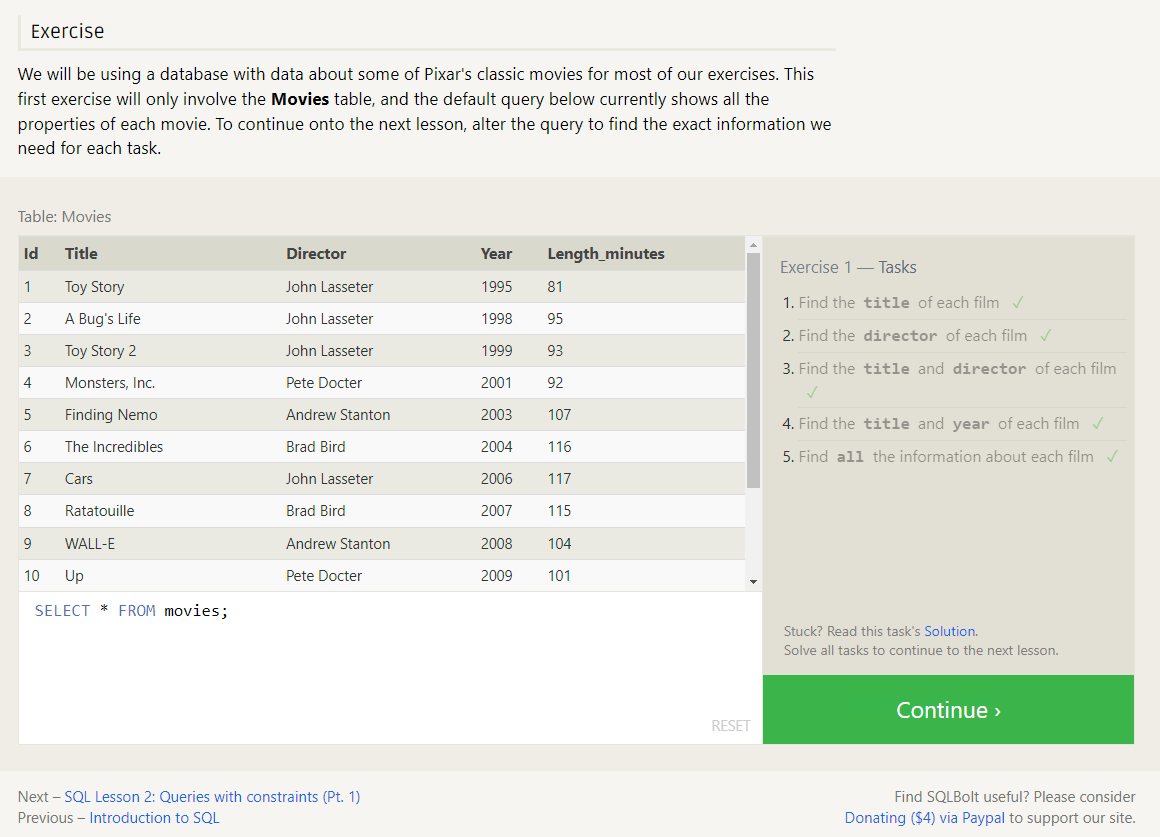 Exercise
We will be using a database with data about some of Pixar's classic movies for most of our exercises. This
first exercise will only involve the Movies table, and the default query below currently shows all the
properties of each movie. To continue onto the next lesson, alter the query to find the exact information we
need for each task.
Table: Movies
Id Title Director Year Length_minutes
1 Toy Story John Lasseter 1995 81
2 A Bug's Life John Lasseter 1998 95
3 Toy Story 2 John Lasseter 1999 93
4 Monsters, Inc. Pete Docter 2001 92
5 Finding Nemo Andrew Stanton 2003 107
6 The Incredibles Brad Bird 2004 116
7 Cars John Lasseter 2006 117
8 Ratatouille Brad Bird 2007 115
9 WALL-E Andrew Stanton 2008 104
10 Up Pete Docter 2009 101
SELECT * FROM movies;
RESET
Exercise 1 — Tasks
1. Find the title of each film ✓
2. Find the director of each film ✓
3. Find the title and director of each film
✓
4. Find the title and year of each film ✓
5. Find all the information about each film ✓
Stuck? Read this task's Solution.
Solve all tasks to continue to the next lesson.
Continue ›
Next – SQL Lesson 2: Queries with constraints (Pt. 1)
Previous – Introduction to SQL
Find SQLBolt useful? Please consider
Donating ($4) via Paypal to support our site.